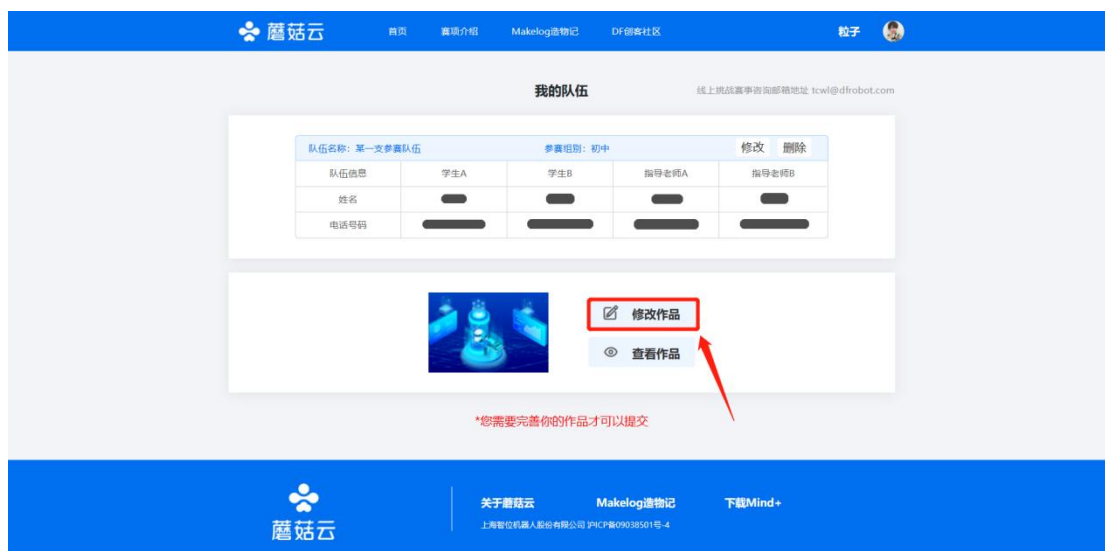 蘑菇云 首页 赛项介绍 Makelog造物记 DF创客社区 粒子
我的队伍 线上挑战赛事咨询邮箱地址 tcwl@dfrobot.com
队伍名称：某一支参赛队伍 参赛组别：初中 修改 删除
队伍信息 学生A 学生B 指导老师A 指导老师B
姓名
电话号码
修改作品
查看作品
*您需要完善你的作品才可以提交
关于蘑菇云 Makelog造物记 下载Mind+
上海智位机器人股份有限公司 沪ICP备09038501号-4
蘑菇云